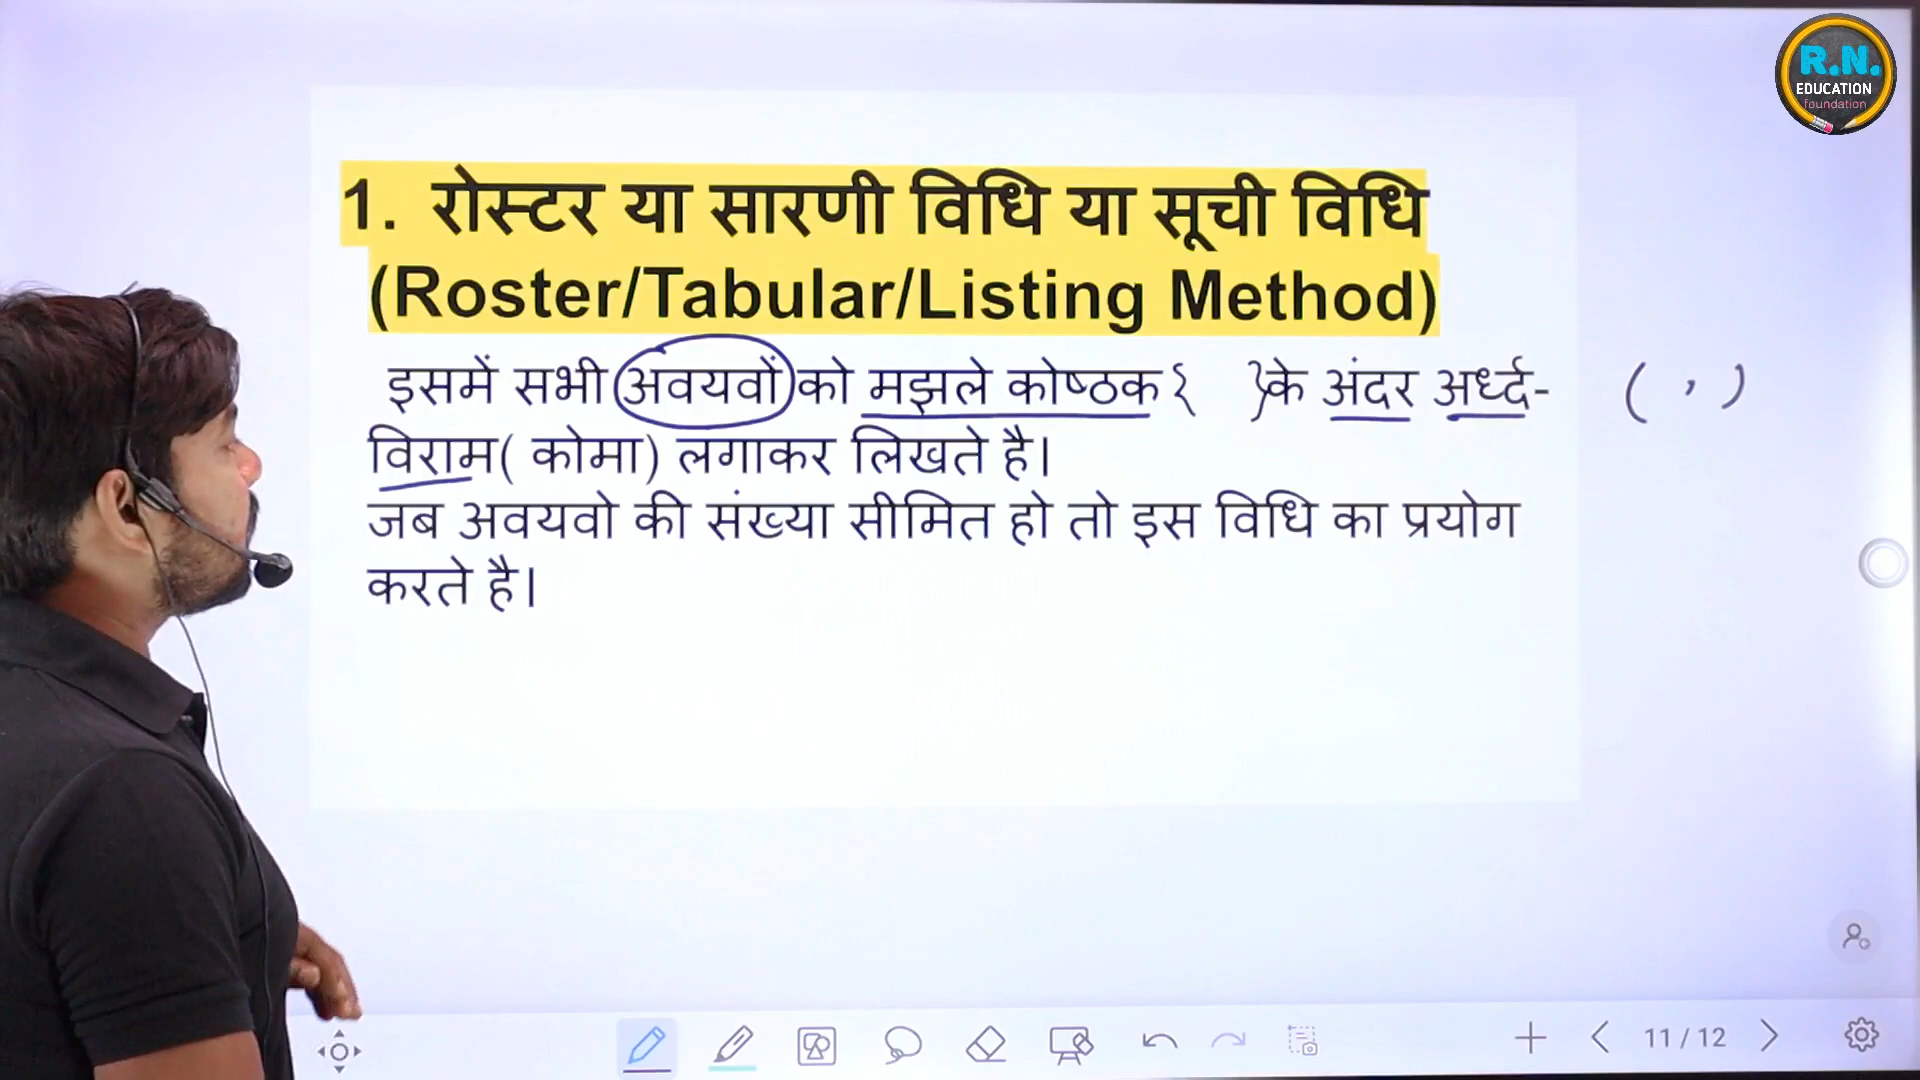 R.N.
EDUCATION
foundation
1. रोस्टर या सारणी विधि या सूची विधि
(Roster/Tabular/Listing Method)
इसमें सभी अवयवों को मझले कोष्ठक{ }के अंदर अर्ध्द- ( , )
विराम( कोमा) लगाकर लिखते है।
जब अवयवो की संख्या सीमित हो तो इस विधि का प्रयोग
करते है।
11 / 12